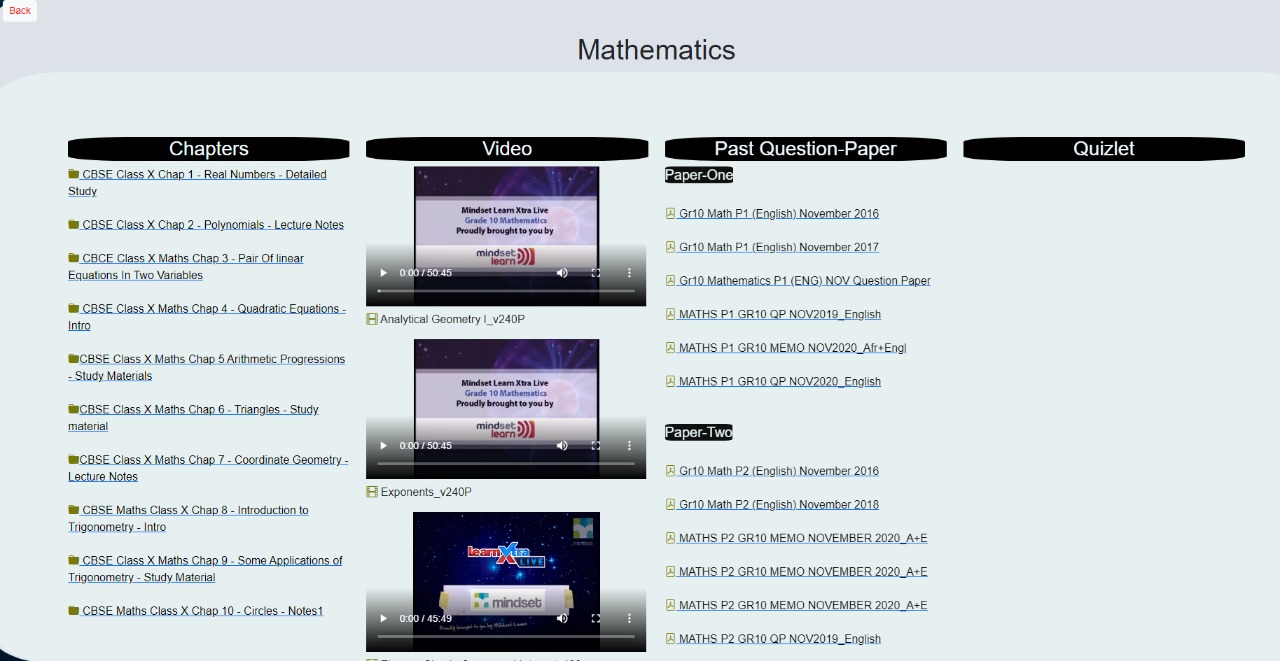 Back
Mathematics
Chapters
CBSE Class X Chap 1 - Real Numbers - Detailed
Study
CBSE Class X Chap 2 - Polynomials - Lecture Notes
CBCE Class X Maths Chap 3 - Pair Of linear
Equations In Two Variables
CBSE Class X Maths Chap 4 - Quadratic Equations -
Intro
CBSE Class X Maths Chap 5 Arithmetic Progressions
- Study Materials
CBSE Class X Maths Chap 6 - Triangles - Study
material
CBSE Class X Maths Chap 7 - Coordinate Geometry -
Lecture Notes
CBSE Maths Class X Chap 8 - Introduction to
Trigonometry - Intro
CBSE Class X Maths Chap 9 - Some Applications of
Trigonometry - Study Material
CBSE Maths Class X Chap 10 - Circles - Notes1
Video
Mindset Learn Xtra Live
Grade 10 Mathematics
Proudly brought to you by
mindset
learn
0:00 / 50:45
Analytical Geometry I_v240P
Mindset Learn Xtra Live
Grade 10 Mathematics
Proudly brought to you by
mindset
learn
0:00 / 50:45
Exponents_v240P
learn Xtra
LIVE
mindset
0:00 / 45:49
Proudly brought to you by Mindset Learn
Past Question-Paper
Paper-One
Gr10 Math P1 (English) November 2016
Gr10 Math P1 (English) November 2017
Gr10 Mathematics P1 (ENG) NOV Question Paper
MATHS P1 GR10 QP NOV2019_English
MATHS P1 GR10 MEMO NOV2020_Afr+Engl
MATHS P1 GR10 QP NOV2020_English
Paper-Two
Gr10 Math P2 (English) November 2016
Gr10 Math P2 (English) November 2018
MATHS P2 GR10 MEMO NOVEMBER 2020_A+E
MATHS P2 GR10 MEMO NOVEMBER 2020_A+E
MATHS P2 GR10 MEMO NOVEMBER 2020_A+E
MATHS P2 GR10 QP NOV2019_English
Quizlet